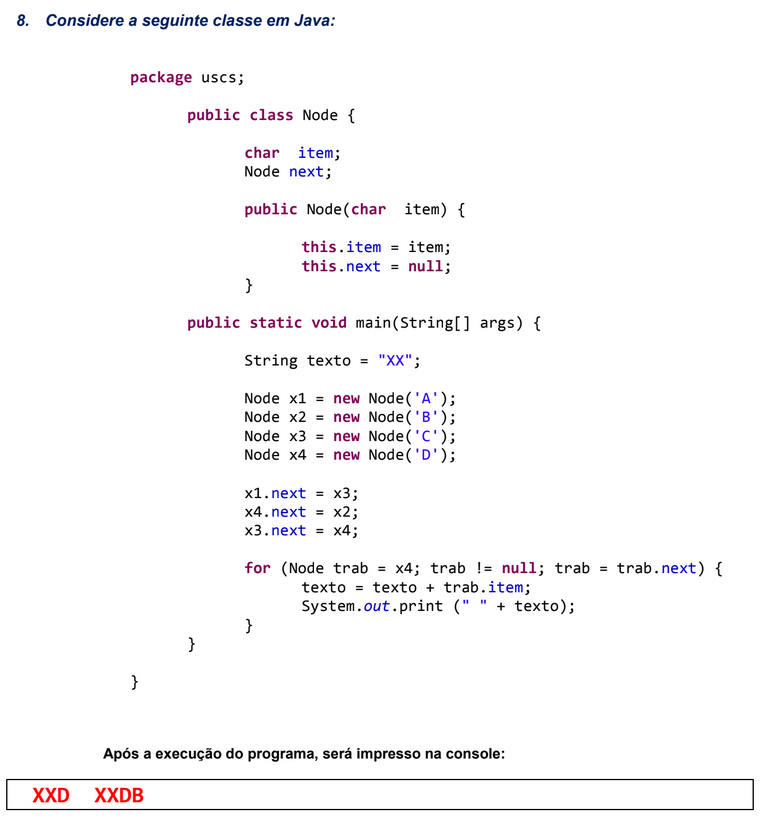 8. Considere a seguinte classe em Java:
package uscs;
public class Node {
char item;
Node next;
public Node(char item) {
this.item = item;
this.next = null;
}
public static void main(String[] args) {
String texto = "XX";
Node x1 = new Node('A');
Node x2 = new Node('B');
Node x3 = new Node('C');
Node x4 = new Node('D');
x1.next = x3;
x4.next = x2;
x3.next = x4;
for (Node trab = x4; trab != null; trab = trab.next) {
texto = texto + trab.item;
System.out.print (" " + texto);
}
}
}
Após a execução do programa, será impresso na console:
XXD XXDB